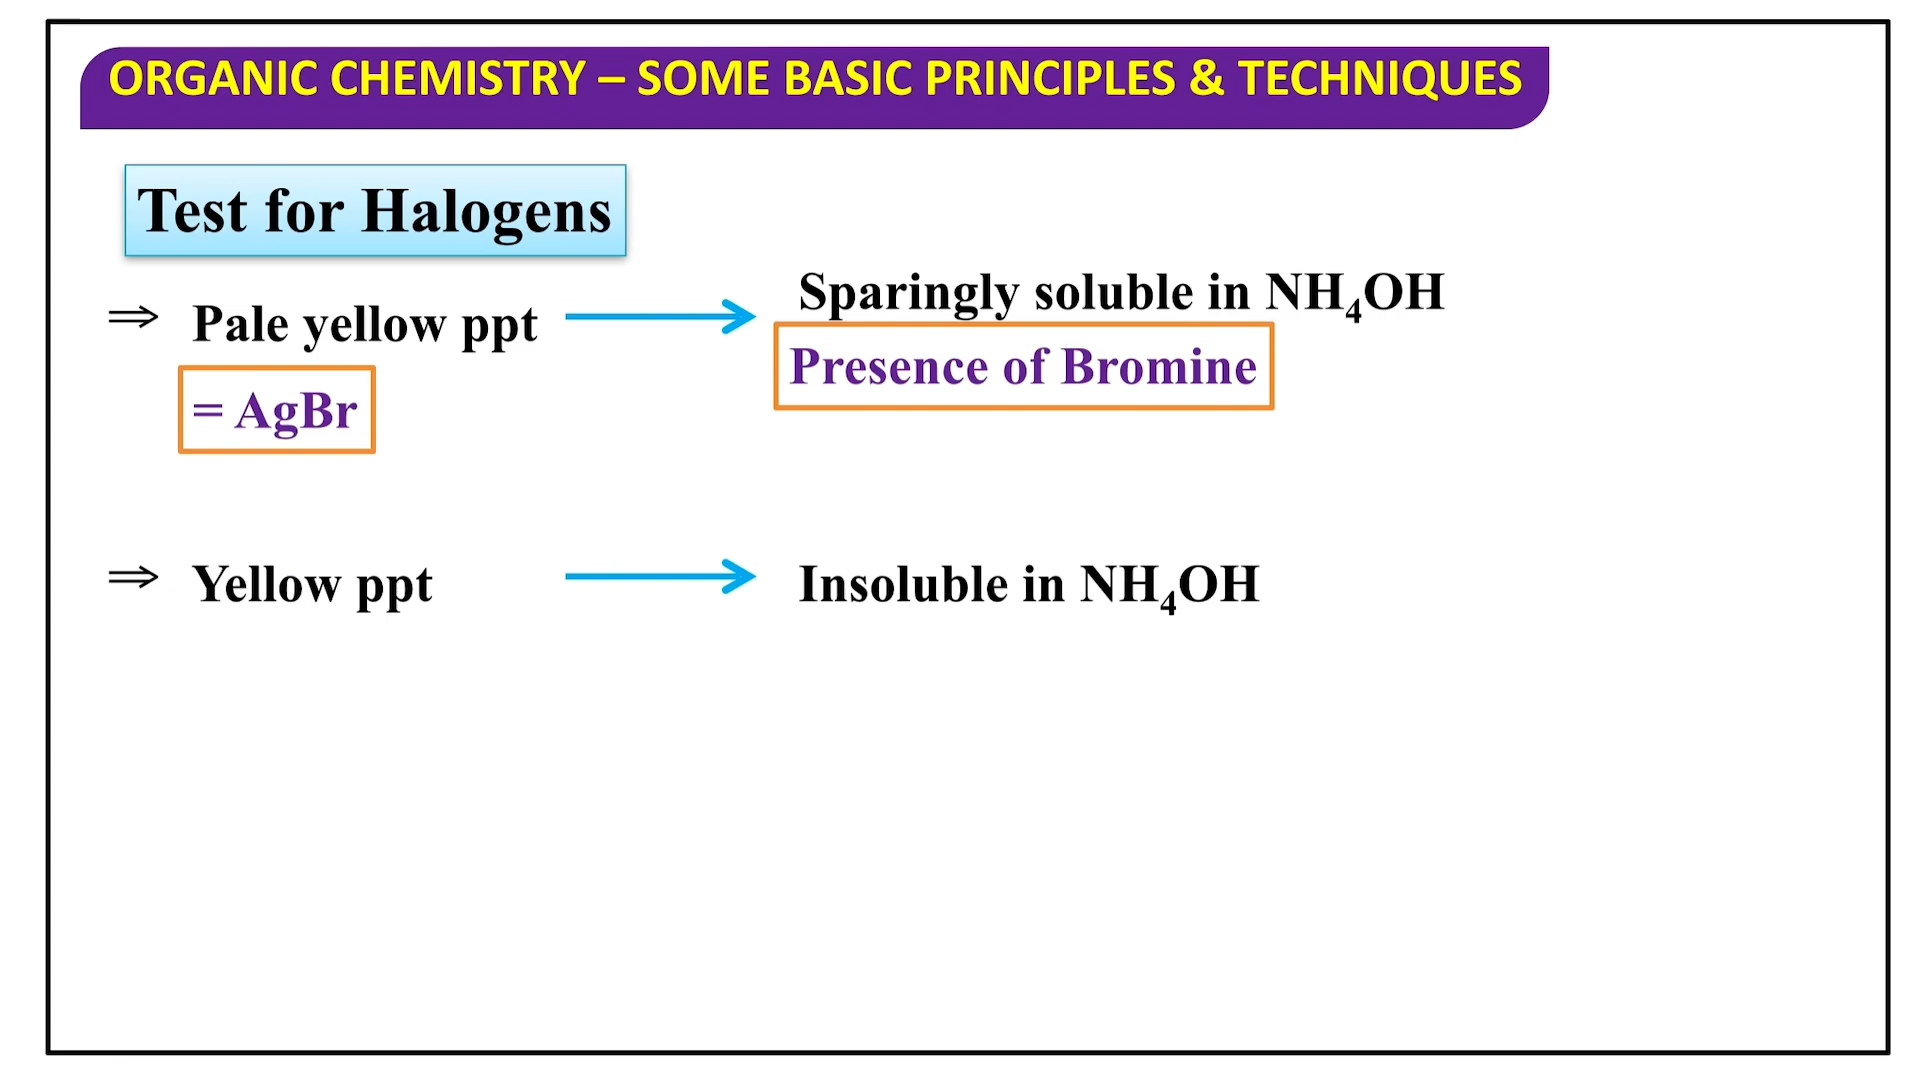 ORGANIC CHEMISTRY – SOME BASIC PRINCIPLES & TECHNIQUES
Test for Halogens
⇒ Pale yellow ppt → Sparingly soluble in NH₄OH
= AgBr
Presence of Bromine
⇒ Yellow ppt → Insoluble in NH₄OH